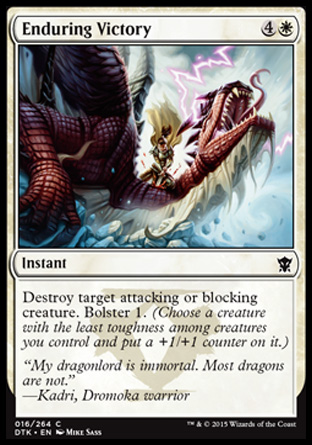 Enduring Victory 4
Instant
Destroy target attacking or blocking
creature. Bolster 1. (Choose a creature
with the least toughness among creatures
you control and put a +1/+1 counter on it.)
“My dragonlord is immortal. Most dragons
are not.”
—Kadri, Dromoka warrior
016/264 C
DTK • EN Mike Sass
™ & © 2015 Wizards of the Coast